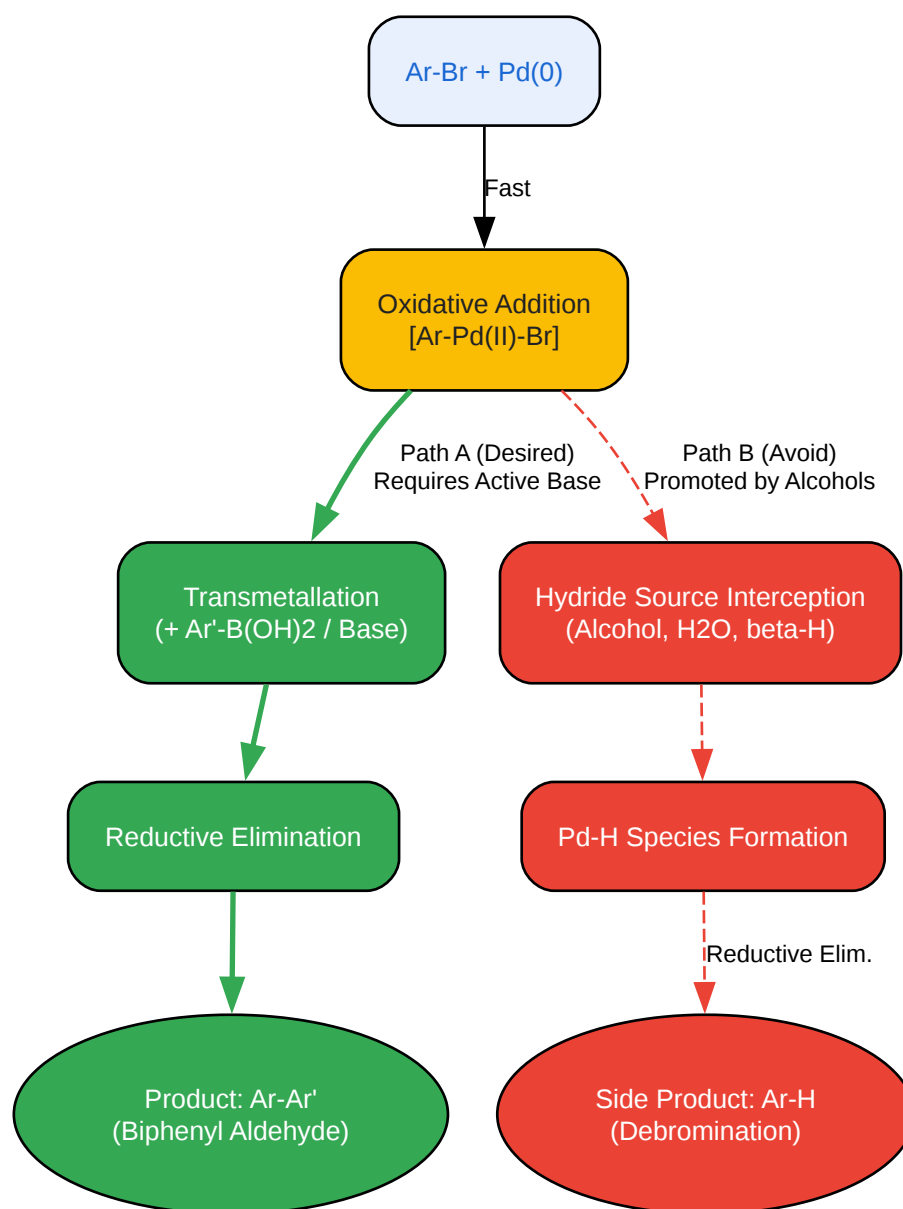 Ar-Br + Pd(0)
Fast
Oxidative Addition
[Ar-Pd(II)-Br]
Path A (Desired)
Requires Active Base
Path B (Avoid)
Promoted by Alcohols
Transmetallation
(+ Ar'-B(OH)2 / Base)
Hydride Source Interception
(Alcohol, H2O, beta-H)
Reductive Elimination
Pd-H Species Formation
Reductive Elim.
Product: Ar-Ar'
(Biphenyl Aldehyde)
Side Product: Ar-H
(Debromination)